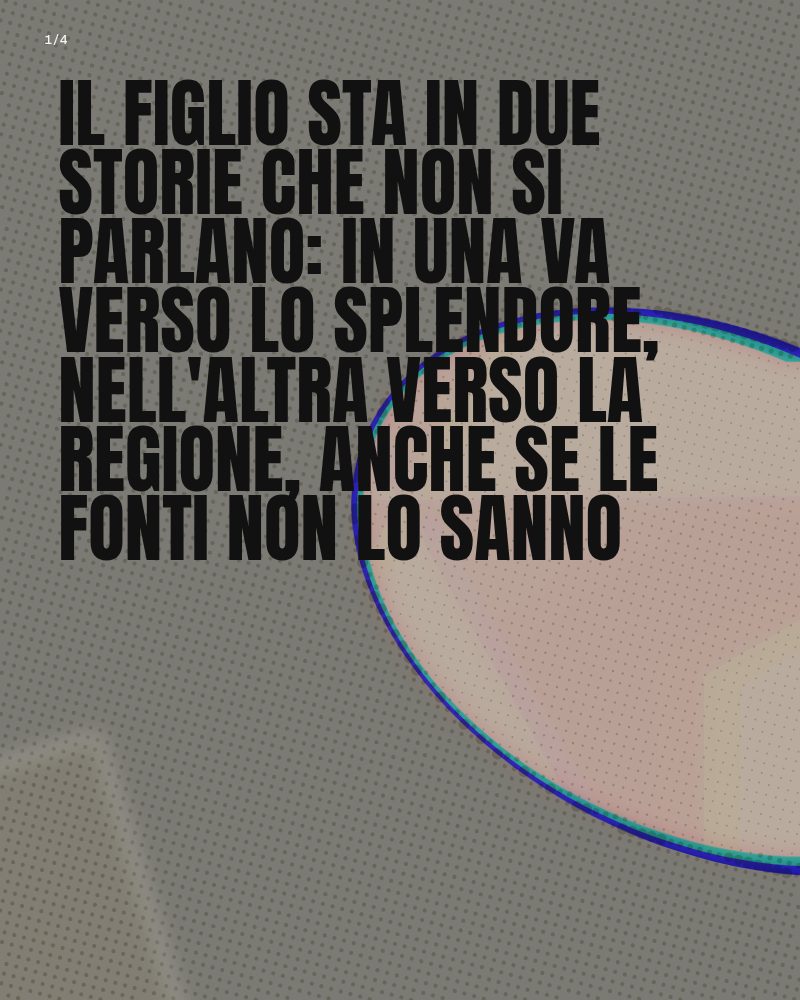 1/4
IL FIGLIO STA IN DUE
STORIE CHE NON SI
PARLANO: IN UNA VA
VERSO LO SPLENDORE,
NELL'ALTRA VERSO LA
REGIONE, ANCHE SE LE
FONTI NON LO SANNO